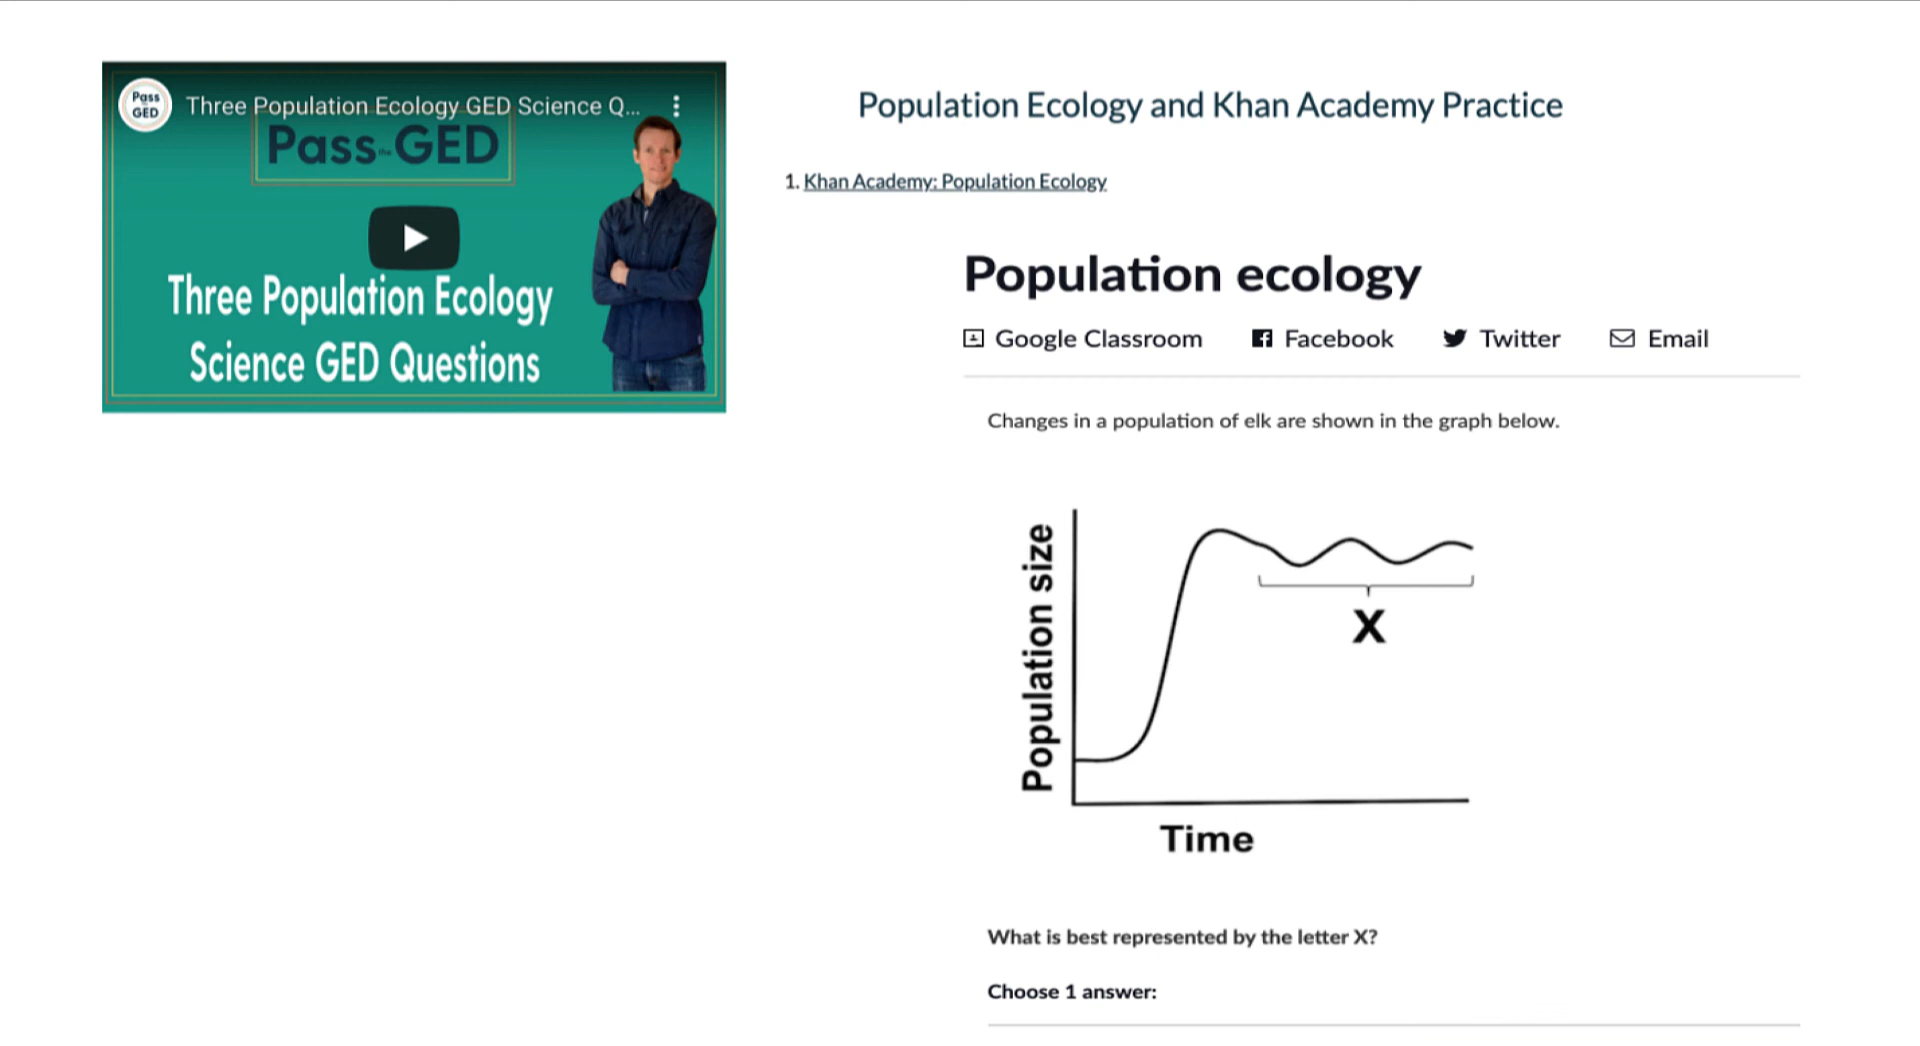 Pass GED
Three Population Ecology GED Science Q...
Pass the GED
Three Population Ecology
Science GED Questions
Population Ecology and Khan Academy Practice
1. Khan Academy: Population Ecology
Population ecology
Google Classroom Facebook Twitter Email
Changes in a population of elk are shown in the graph below.
Population size
X
Time
What is best represented by the letter X?
Choose 1 answer: